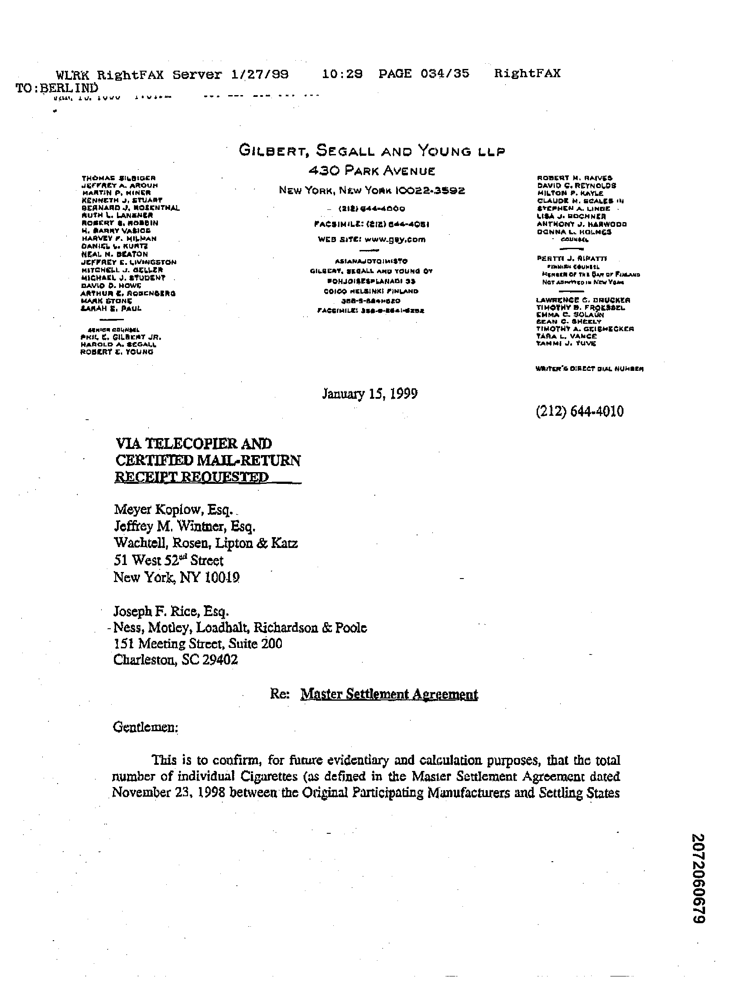 WLRK RightFAX Server 1/27/99 10:29 PAGE 034/35 RightFAX
TO:BERLIND
GILBERT, SEGALL AND YOUNG LLP
430 PARK AVENUE
NEW YORK, NEW YORK 10022-3592
(212) 644-4000
FACSIMILE: (212) 644-4051
WEB SITE: www.gsy.com
ASIANAJOTOIMISTO
GILBERT, SEGALL AND YOUNG OY
POHJOISESPLANADI 33
00100 HELSINKI FINLAND
FACSIMILE:
THOMAS SILBIGER
JEFFREY A. AROUH
MARTIN P. MINER
KENNETH J. STUART
BERNARD J. ROSENTHAL
RUTH L. LANSNER
ROBERT S. ROBBIN
H. BARRY VASIOS
HARVEY F. MILMAN
DANIEL L. KURTZ
NEAL N. BEATON
JEFFREY E. LIVINGSTON
MITCHELL J. GELLER
MICHAEL J. STUDENT
DAVID D. HOWE
ARTHUR E. ROSENBERG
MARK STONE
SARAH E. PAUL
SENIOR COUNSEL
PHIL E. GILBERT JR.
HAROLD A. SEGALL
ROBERT E. YOUNG
ROBERT H. RAIVES
DAVID C. REYNOLDS
MILTON P. KAYLE
CLAUDE M. SCALES III
STEPHEN A. LINDE
LISA J. BOCHNER
ANTHONY J. HARWOOD
DONNA L. HOLMES
COUNSEL
PERTTI J. RIPATTI
FINNISH COUNSEL
MEMBER OF THE BAR OF FINLAND
NOT ADMITTED IN NEW YORK
LAWRENCE G. DRUCKER
TIMOTHY B. FROESSEL
EMMA C. SOLAUN
SEAN C. SHEELY
TIMOTHY A. GEISHECKER
TARA L. VANCE
TAMMI J. TUVE
WRITER'S DIRECT DIAL NUMBER
January 15, 1999
(212) 644-4010
VIA TELECOPIER AND
CERTIFIED MAIL-RETURN
RECEIPT REQUESTED
Meyer Koplow, Esq.
Jeffrey M. Wintner, Esq.
Wachtell, Rosen, Lipton & Katz
51 West 52nd Street
New York, NY 10019
Joseph F. Rice, Esq.
Ness, Motley, Loadhalt, Richardson & Poole
151 Meeting Street, Suite 200
Charleston, SC 29402
Re: Master Settlement Agreement
Gentlemen:
This is to confirm, for future evidentiary and calculation purposes, that the total
number of individual Cigarettes (as defined in the Master Settlement Agreement dated
November 23, 1998 between the Original Participating Manufacturers and Settling States
2072060679